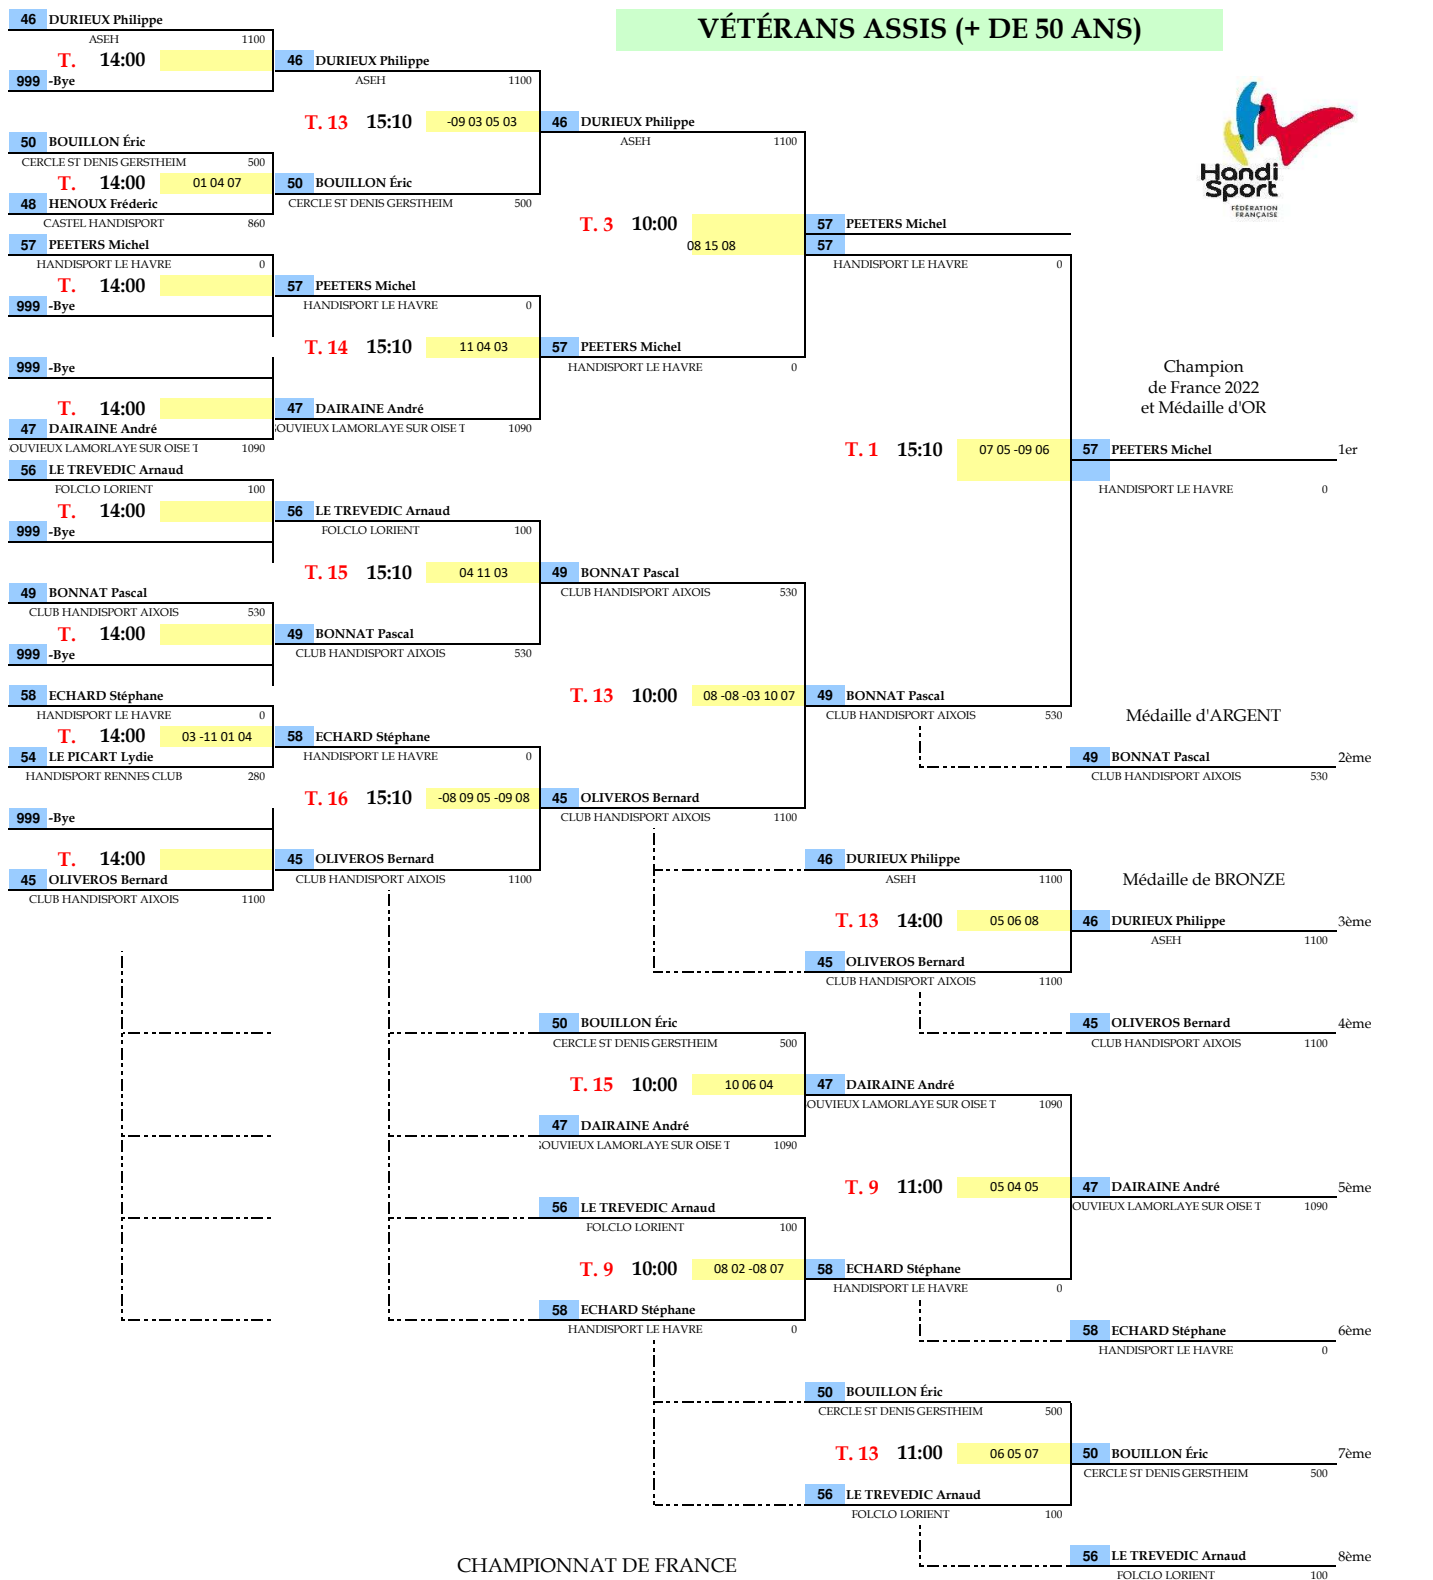 VÉTÉRANS ASSIS (+ DE 50 ANS)
Handi
Sport
FÉDÉRATION
FRANÇAISE
46 DURIEUX Philippe
ASEH 1100
T. 14:00
999 -Bye
50 BOUILLON Éric
CERCLE ST DENIS GERSTHEIM 500
T. 14:00 01 04 07
48 HENOUX Fréderic
CASTEL HANDISPORT 860
57 PEETERS Michel
HANDISPORT LE HAVRE 0
T. 14:00
999 -Bye
999 -Bye
T. 14:00
47 DAIRAINE André
OUVIEUX LAMORLAYE SUR OISE T 1090
56 LE TREVEDIC Arnaud
FOLCLO LORIENT 100
T. 14:00
999 -Bye
49 BONNAT Pascal
CLUB HANDISPORT AIXOIS 530
T. 14:00
999 -Bye
58 ECHARD Stéphane
HANDISPORT LE HAVRE 0
T. 14:00 03 -11 01 04
54 LE PICART Lydie
HANDISPORT RENNES CLUB 280
999 -Bye
T. 14:00
45 OLIVEROS Bernard
CLUB HANDISPORT AIXOIS 1100
46 DURIEUX Philippe
ASEH 1100
T. 13 15:10 -09 03 05 03
50 BOUILLON Éric
CERCLE ST DENIS GERSTHEIM 500
57 PEETERS Michel
HANDISPORT LE HAVRE 0
T. 14 15:10 11 04 03
47 DAIRAINE André
OUVIEUX LAMORLAYE SUR OISE T 1090
56 LE TREVEDIC Arnaud
FOLCLO LORIENT 100
T. 15 15:10 04 11 03
49 BONNAT Pascal
CLUB HANDISPORT AIXOIS 530
58 ECHARD Stéphane
HANDISPORT LE HAVRE 0
T. 16 15:10 -08 09 05 -09 08
45 OLIVEROS Bernard
CLUB HANDISPORT AIXOIS 1100
46 DURIEUX Philippe
ASEH 1100
T. 3 10:00
08 15 08
57 PEETERS Michel
HANDISPORT LE HAVRE 0
49 BONNAT Pascal
CLUB HANDISPORT AIXOIS 530
T. 13 10:00 08 -08 -03 10 07
45 OLIVEROS Bernard
CLUB HANDISPORT AIXOIS 1100
57 PEETERS Michel
57
HANDISPORT LE HAVRE 0
T. 1 15:10 07 05 -09 06
49 BONNAT Pascal
CLUB HANDISPORT AIXOIS 530
Champion
de France 2022
et Médaille d'OR
57 PEETERS Michel 1er
HANDISPORT LE HAVRE 0
Médaille d'ARGENT
49 BONNAT Pascal 2ème
CLUB HANDISPORT AIXOIS 530
46 DURIEUX Philippe
ASEH 1100
T. 13 14:00 05 06 08
45 OLIVEROS Bernard
CLUB HANDISPORT AIXOIS 1100
Médaille de BRONZE
46 DURIEUX Philippe 3ème
ASEH 1100
45 OLIVEROS Bernard 4ème
CLUB HANDISPORT AIXOIS 1100
50 BOUILLON Éric
CERCLE ST DENIS GERSTHEIM 500
T. 15 10:00 10 06 04
47 DAIRAINE André
GOUVIEUX LAMORLAYE SUR OISE T 1090
56 LE TREVEDIC Arnaud
FOLCLO LORIENT 100
T. 9 10:00 08 02 -08 07
58 ECHARD Stéphane
HANDISPORT LE HAVRE 0
47 DAIRAINE André
OUVIEUX LAMORLAYE SUR OISE T 1090
T. 9 11:00 05 04 05
58 ECHARD Stéphane
HANDISPORT LE HAVRE 0
47 DAIRAINE André 5ème
OUVIEUX LAMORLAYE SUR OISE T 1090
58 ECHARD Stéphane 6ème
HANDISPORT LE HAVRE 0
50 BOUILLON Éric
CERCLE ST DENIS GERSTHEIM 500
T. 13 11:00 06 05 07
56 LE TREVEDIC Arnaud
FOLCLO LORIENT 100
50 BOUILLON Éric 7ème
CERCLE ST DENIS GERSTHEIM 500
56 LE TREVEDIC Arnaud 8ème
FOLCLO LORIENT 100
CHAMPIONNAT DE FRANCE